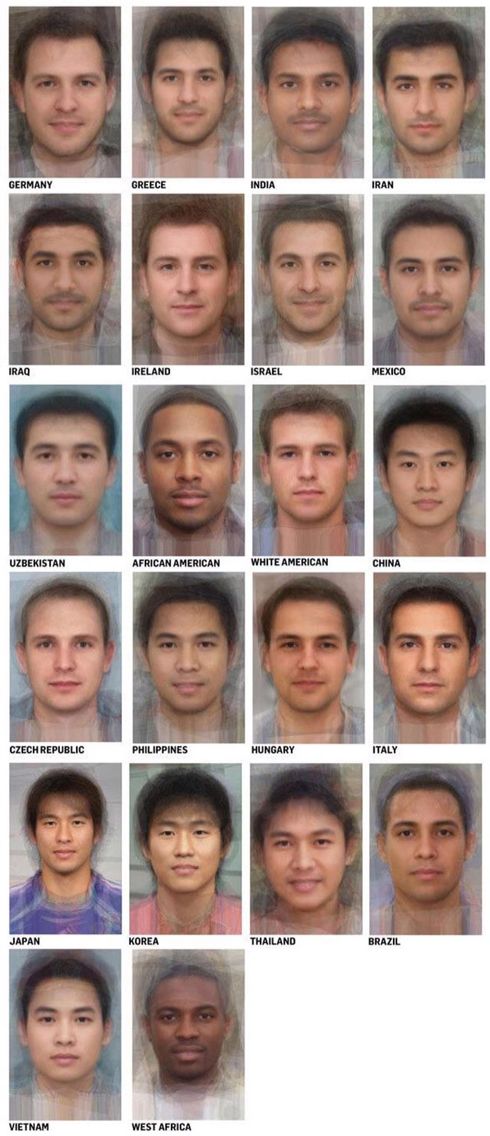 GERMANY
GREECE
INDIA
IRAN
IRAQ
IRELAND
ISRAEL
MEXICO
UZBEKISTAN
AFRICAN AMERICAN
WHITE AMERICAN
CHINA
CZECH REPUBLIC
PHILIPPINES
HUNGARY
ITALY
JAPAN
KOREA
THAILAND
BRAZIL
VIETNAM
WEST AFRICA